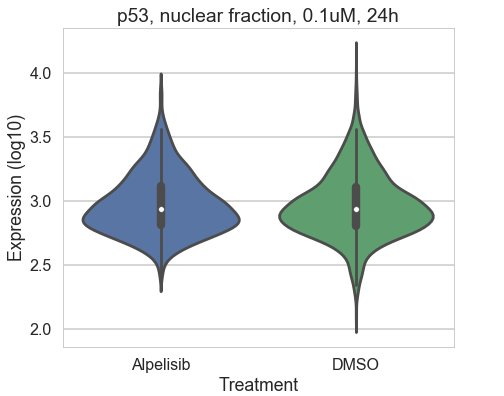 p53, nuclear fraction, 0.1uM, 24h
Expression (log10)
4.0
3.5
3.0
2.5
2.0
Alpelisib DMSO
Treatment